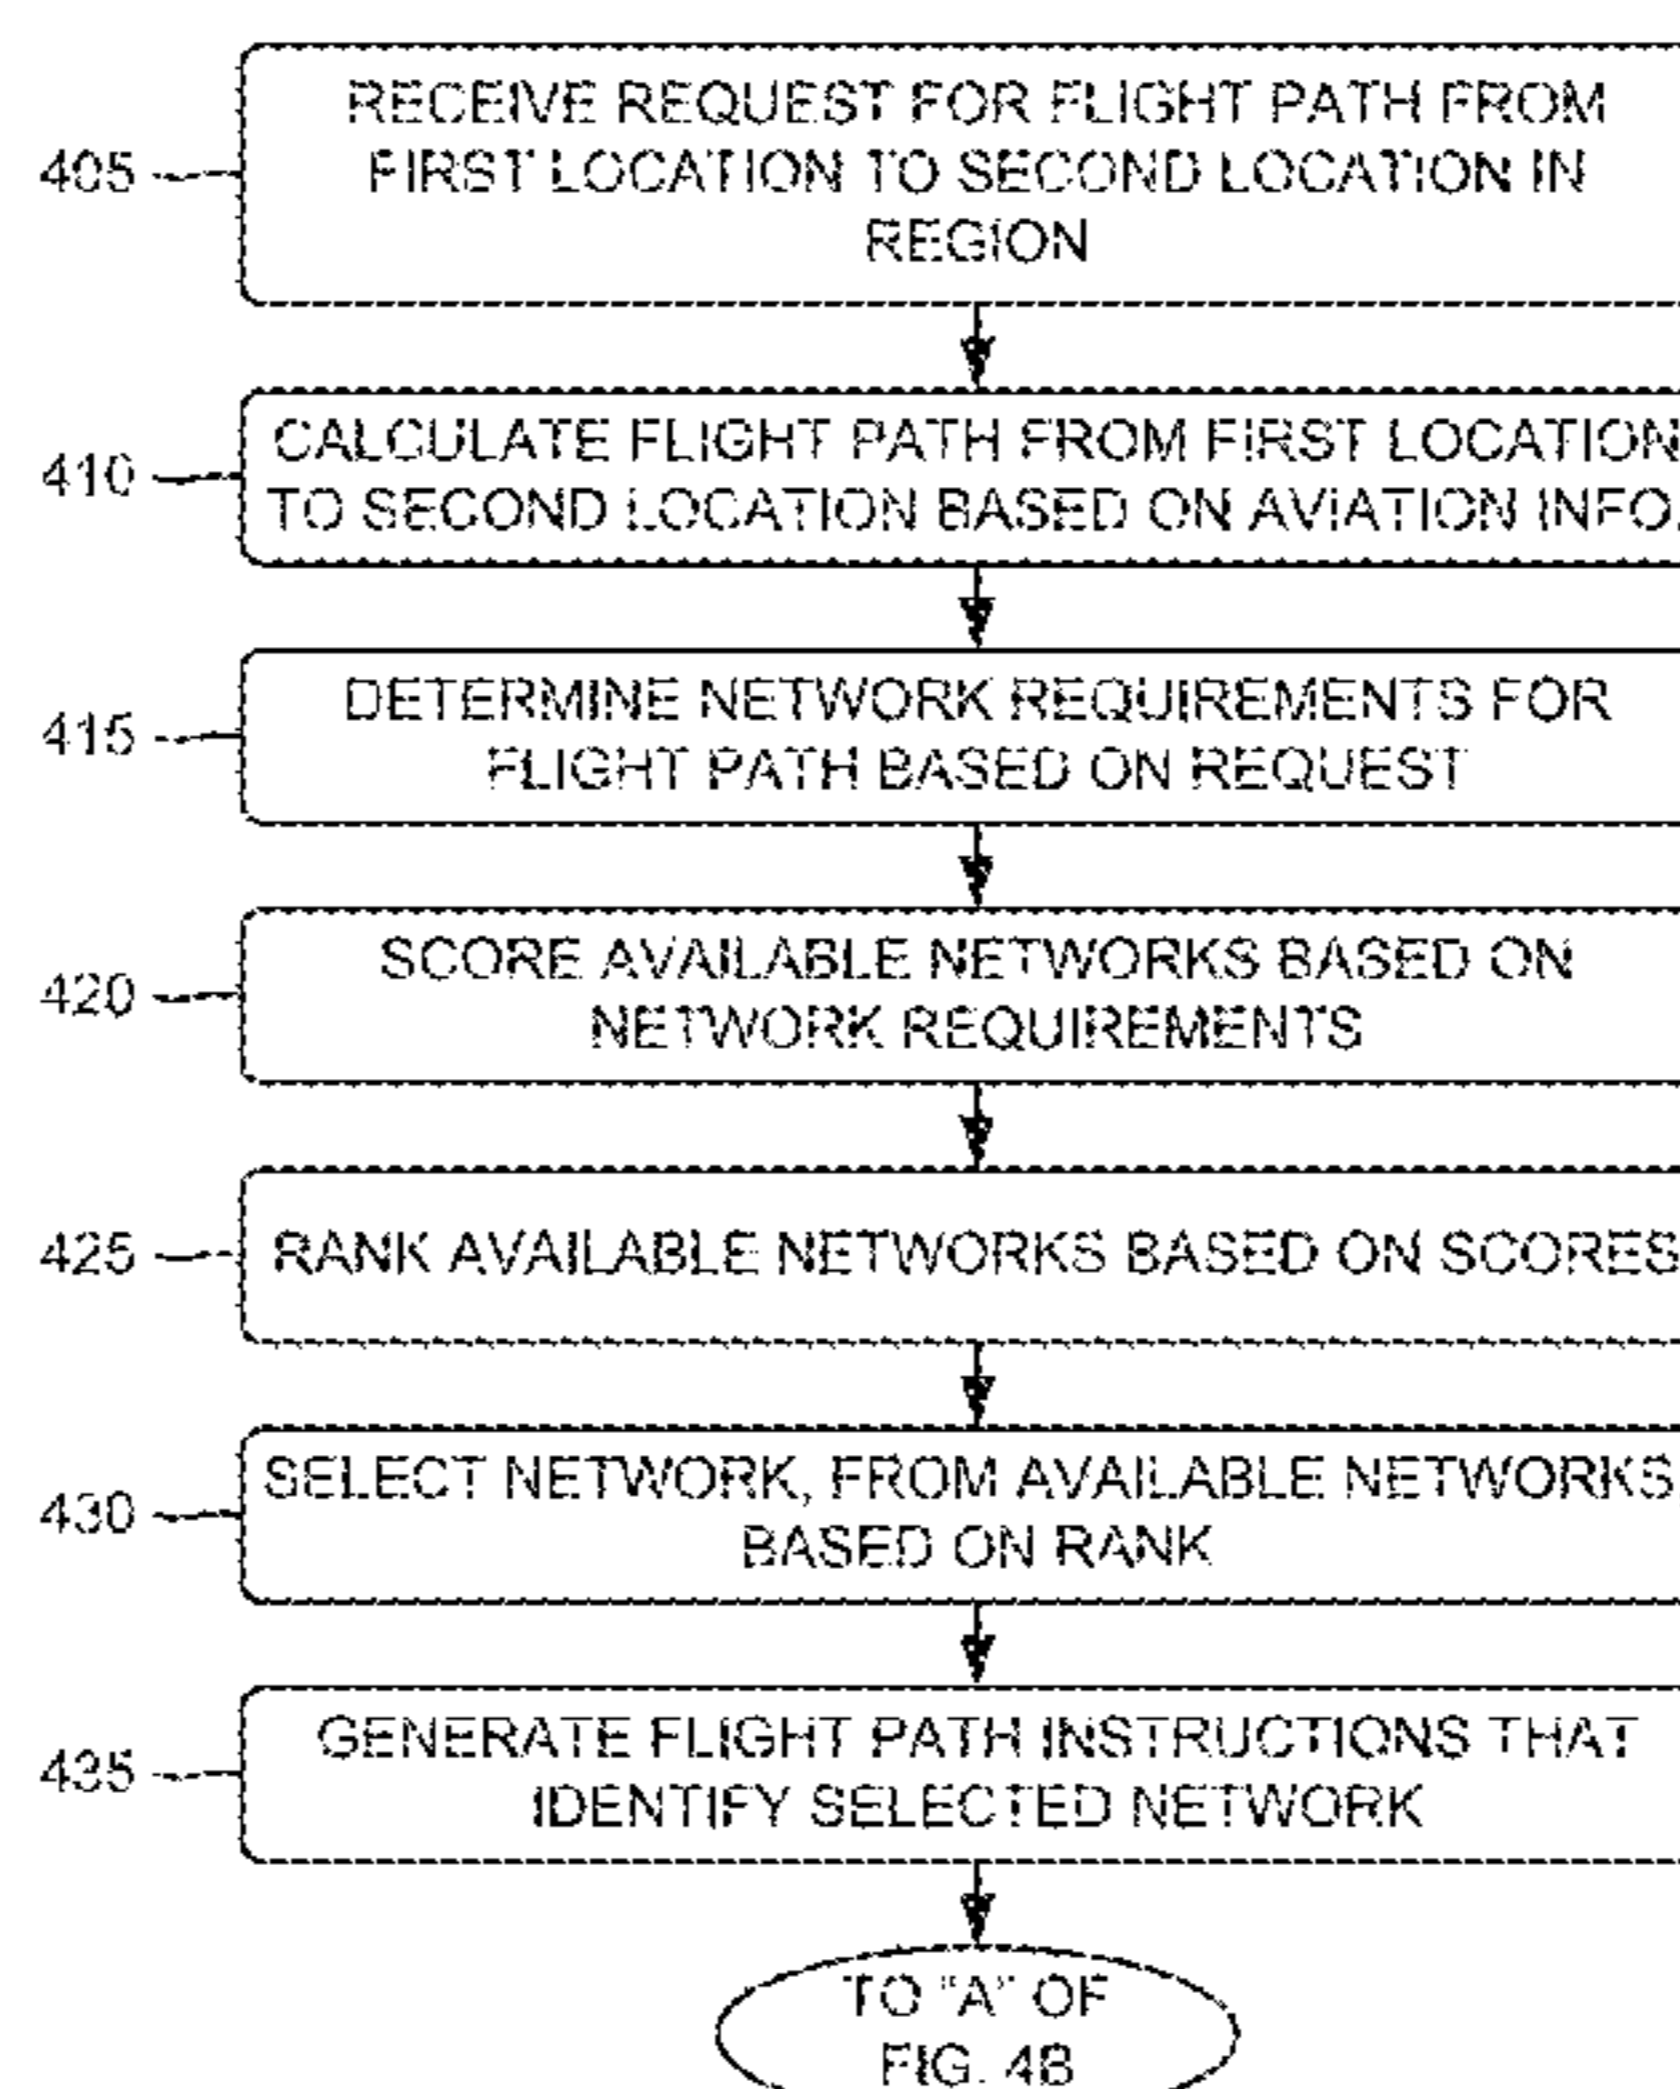 405
RECEIVE REQUEST FOR FLIGHT PATH FROM
FIRST LOCATION TO SECOND LOCATION IN
REGION
410
CALCULATE FLIGHT PATH FROM FIRST LOCATION
TO SECOND LOCATION BASED ON AVIATION INFO.
415
DETERMINE NETWORK REQUIREMENTS FOR
FLIGHT PATH BASED ON REQUEST
420
SCORE AVAILABLE NETWORKS BASED ON
NETWORK REQUIREMENTS
425
RANK AVAILABLE NETWORKS BASED ON SCORES
430
SELECT NETWORK, FROM AVAILABLE NETWORKS
BASED ON RANK
435
GENERATE FLIGHT PATH INSTRUCTIONS THAT
IDENTIFY SELECTED NETWORK
TO "A" OF
FIG. 4B